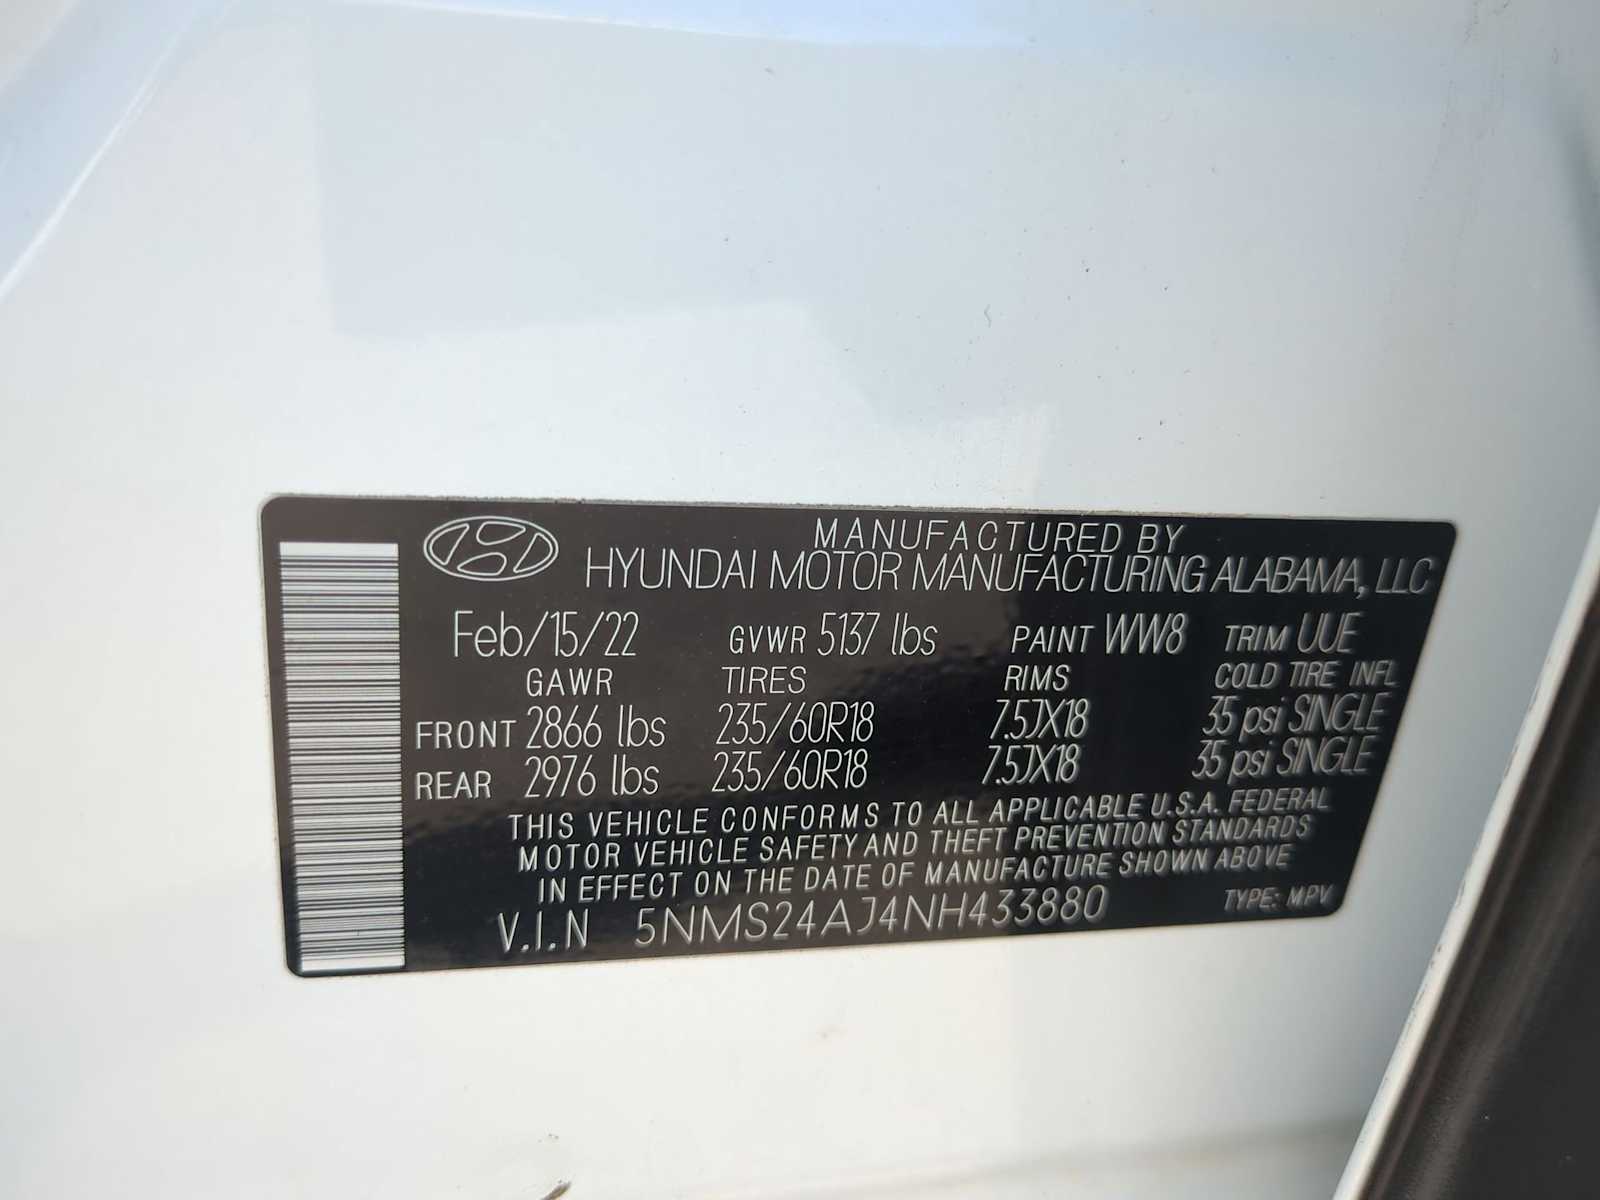 MANUFACTURED BY
HYUNDAI MOTOR MANUFACTURING ALABAMA, LLC
Feb/15/22 GVWR 5137 lbs PAINT WW8 TRIM UUE
GAWR TIRES RIMS COLD TIRE INFL
FRONT 2866 lbs 235/60R18 7.5JX18 35 psi SINGLE
REAR 2976 lbs 235/60R18 7.5JX18 35 psi SINGLE
THIS VEHICLE CONFORMS TO ALL APPLICABLE U.S.A. FEDERAL
MOTOR VEHICLE SAFETY AND THEFT PREVENTION STANDARDS
IN EFFECT ON THE DATE OF MANUFACTURE SHOWN ABOVE
V.I.N 5NMS24AJ4NH433880 TYPE: MPV